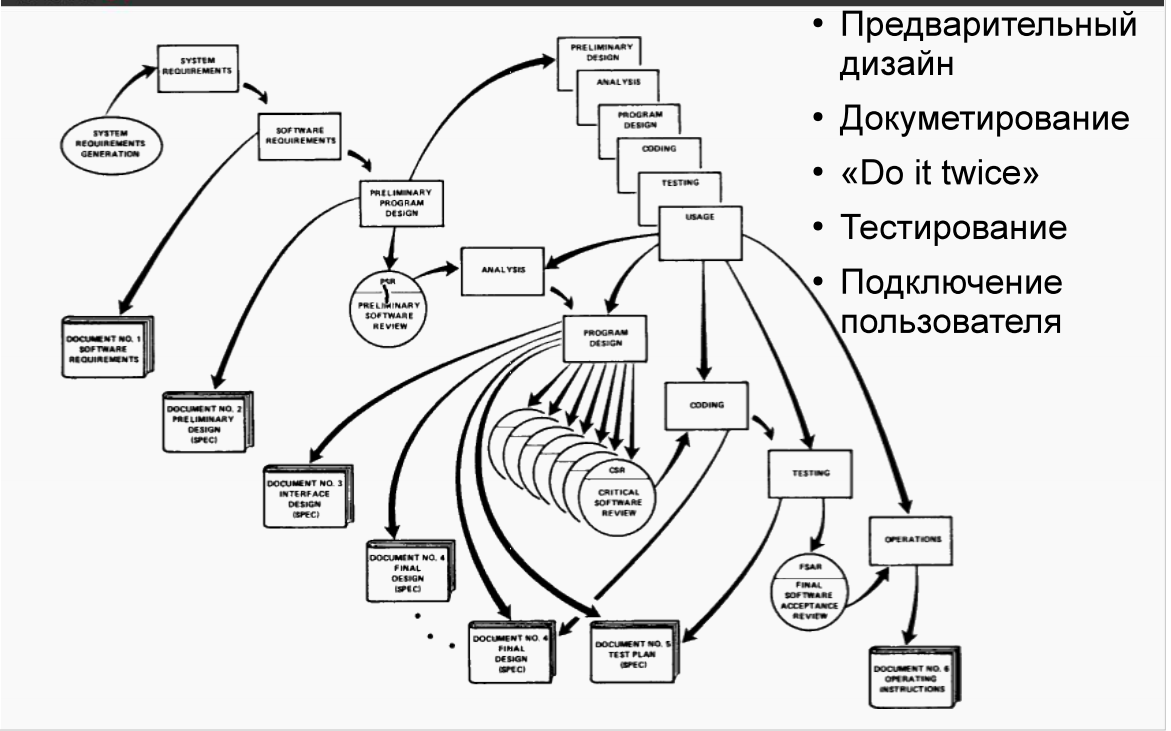 SYSTEM
REQUIREMENTS
SYSTEM
REQUIREMENTS
GENERATION
SOFTWARE
REQUIREMENTS
PRELIMINARY
PROGRAM
DESIGN
PRELIMINARY
DESIGN
ANALYSIS
PROGRAM
DESIGN
CODING
TESTING
USAGE
PRELIMINARY
SOFTWARE
REVIEW
ANALYSIS
PROGRAM
DESIGN
CODING
TESTING
OPERATIONS
CSR
CRITICAL
SOFTWARE
REVIEW
FSAR
FINAL
SOFTWARE
ACCEPTANCE
REVIEW
DOCUMENT NO. 1
SOFTWARE
REQUIREMENTS
DOCUMENT NO. 2
PRELIMINARY
DESIGN
(SPEC)
DOCUMENT NO. 3
INTERFACE
DESIGN
(SPEC)
DOCUMENT NO. 4
FINAL
DESIGN
(SPEC)
DOCUMENT NO. 4
FINAL
DESIGN
(SPEC)
DOCUMENT NO. 5
TEST PLAN
(SPEC)
DOCUMENT NO. 6
OPERATING
INSTRUCTIONS
• Предварительный
дизайн
• Докуметирование
• «Do it twice»
• Тестирование
• Подключение
пользователя